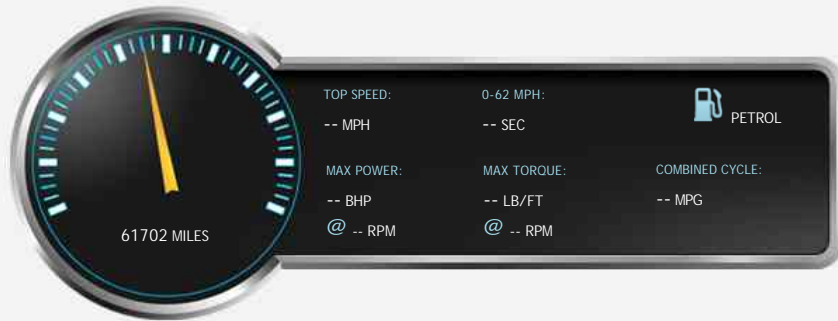 61702 MILES
TOP SPEED:
-- MPH
0-62 MPH:
-- SEC
PETROL
MAX POWER:
-- BHP
@ -- RPM
MAX TORQUE:
-- LB/FT
@ -- RPM
COMBINED CYCLE:
-- MPG